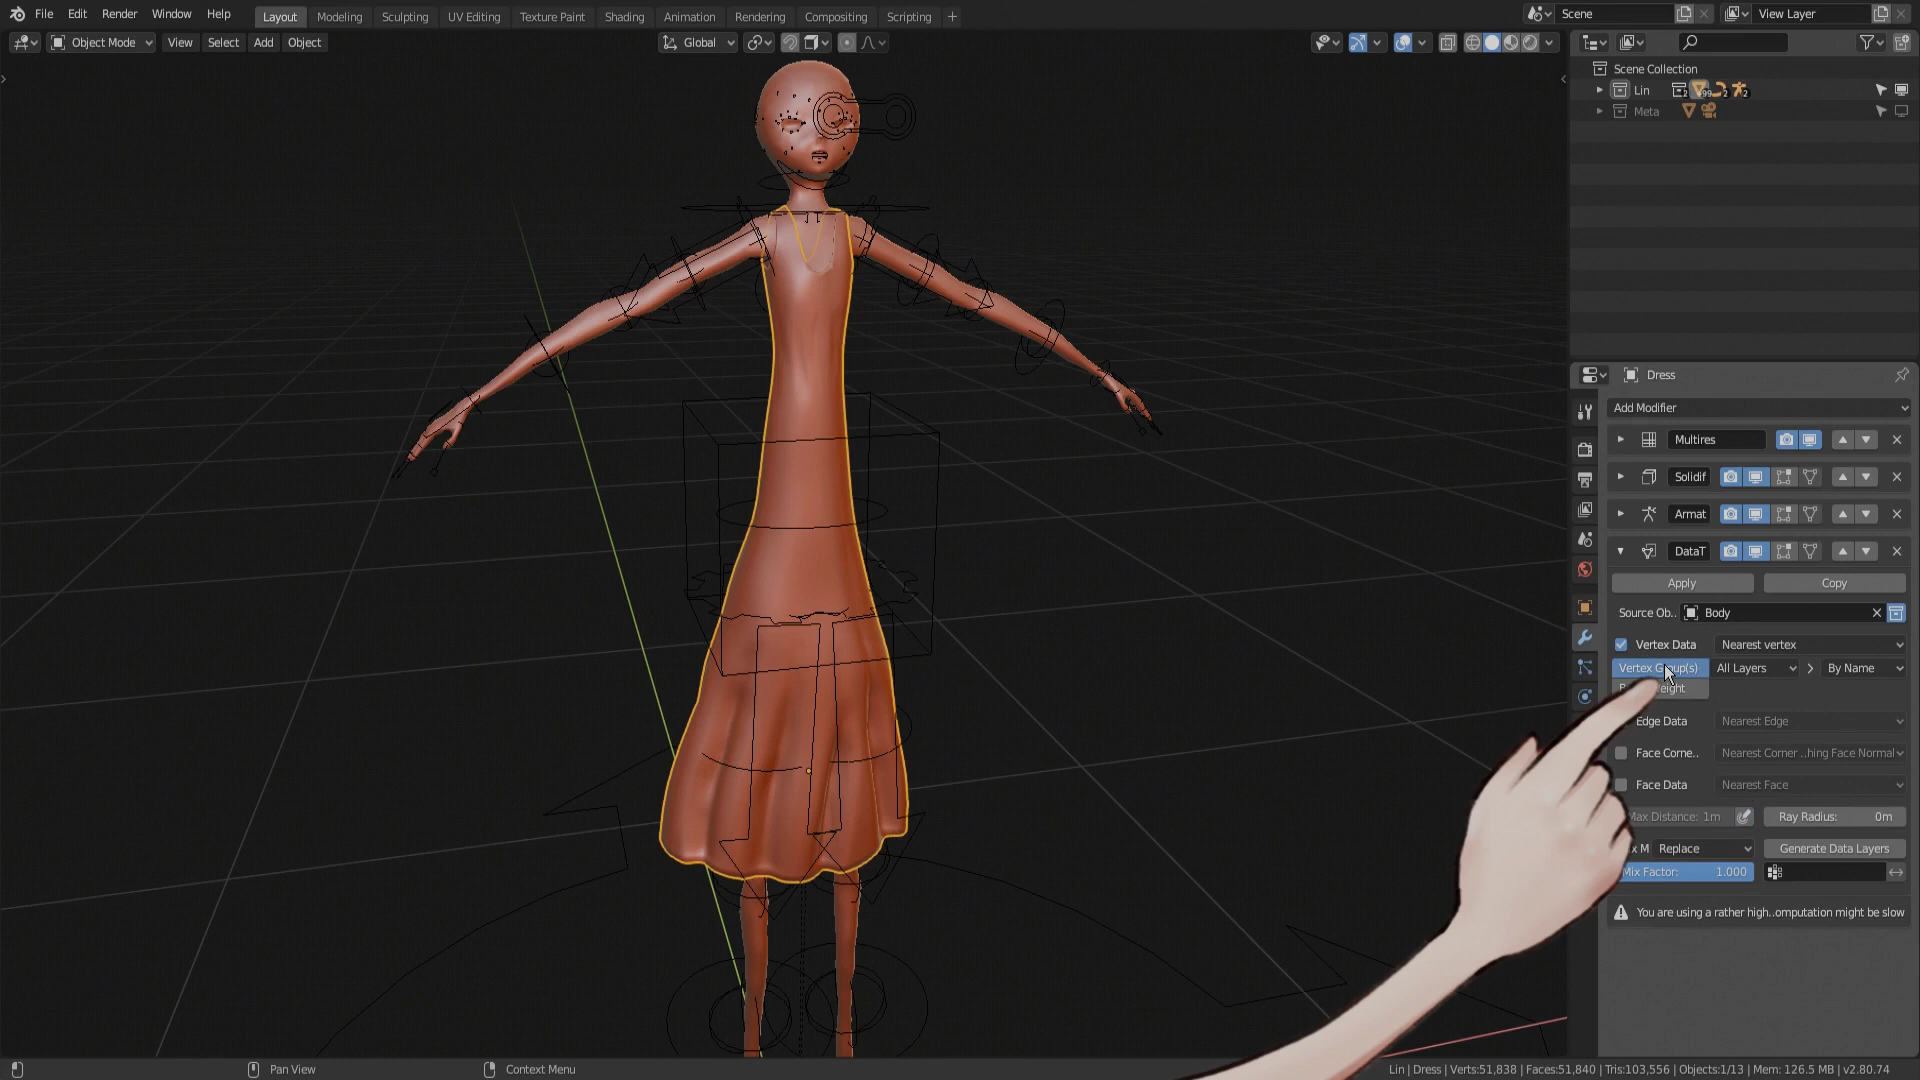 File Edit Render Window Help
Layout Modeling Sculpting UV Editing Texture Paint Shading Animation Rendering Compositing Scripting +
Scene
View Layer
Object Mode View Select Add Object
Global
Scene Collection
Lin
2 2 2
Meta
Dress
Add Modifier
Multires
Solidif
Armat
DataT
Apply Copy
Source Ob.. Body
Vertex Data Nearest vertex
Vertex Group(s) All Layers By Name
Edge Data Nearest Edge
Face Corne.. Nearest Corner ..hing Face Normal
Face Data Nearest Face
Max Distance: 1m Ray Radius: 0m
Replace Generate Data Layers
Mix Factor: 1.000
You are using a rather high..omputation might be slow
Pan View
Context Menu
Lin | Dress | Verts:51,838 | Faces:51,840 | Tris:103,556 | Objects:1/13 | Mem: 126.5 MB | v2.80.74